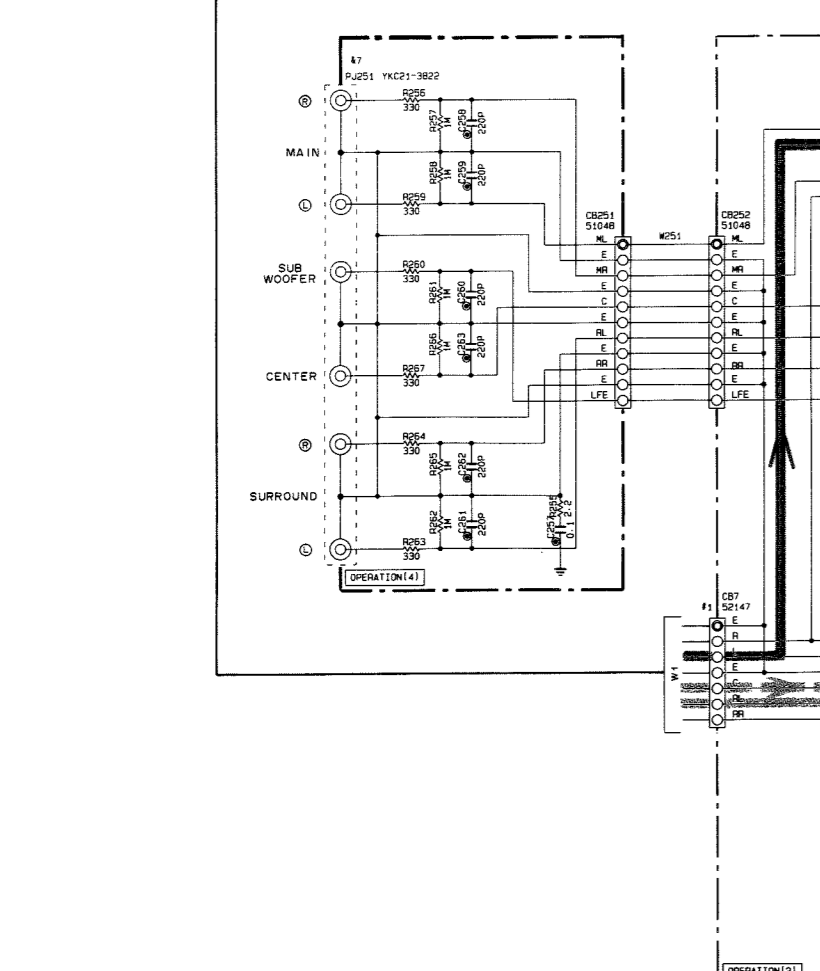 &7
PJ251 YKC21-3822
R256
330
R257
1M
C258
220P
Ⓡ
MAIN
R258
1M
C259
220P
R259
330
Ⓛ
CB251
51048
W251
CB252
51048
ML
E
MR
E
C
E
RL
E
RR
E
LFE
ML
E
MR
E
C
E
RL
E
RR
E
LFE
SUB
WOOFER
R260
330
R261
1M
C260
220P
R266
1M
C263
220P
CENTER
R267
330
Ⓡ
R264
330
R265
1M
C262
220P
SURROUND
R262
1M
C261
220P
C257
0.1
R255
2.2
Ⓛ
R263
330
OPERATION(4)
#1
CB7
52147
W1
E
R
L
E
C
RL
RR
OPERATION(2)